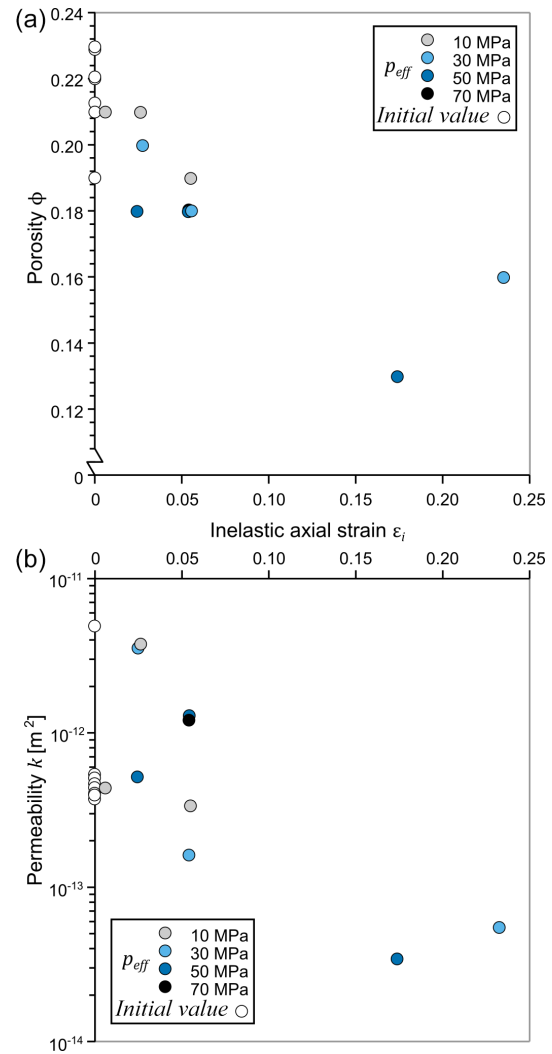 (a)
0.24
0.22
0.20
0.18
0.16
0.14
0.12
0
Porosity ϕ
p_eff
10 MPa
30 MPa
50 MPa
70 MPa
Initial value
0 0.05 0.10 0.15 0.20 0.25
Inelastic axial strain ε_i
(b)
0 0.05 0.10 0.15 0.20 0.25
10⁻¹¹
10⁻¹²
10⁻¹³
10⁻¹⁴
Permeability k [m²]
p_eff
10 MPa
30 MPa
50 MPa
70 MPa
Initial value